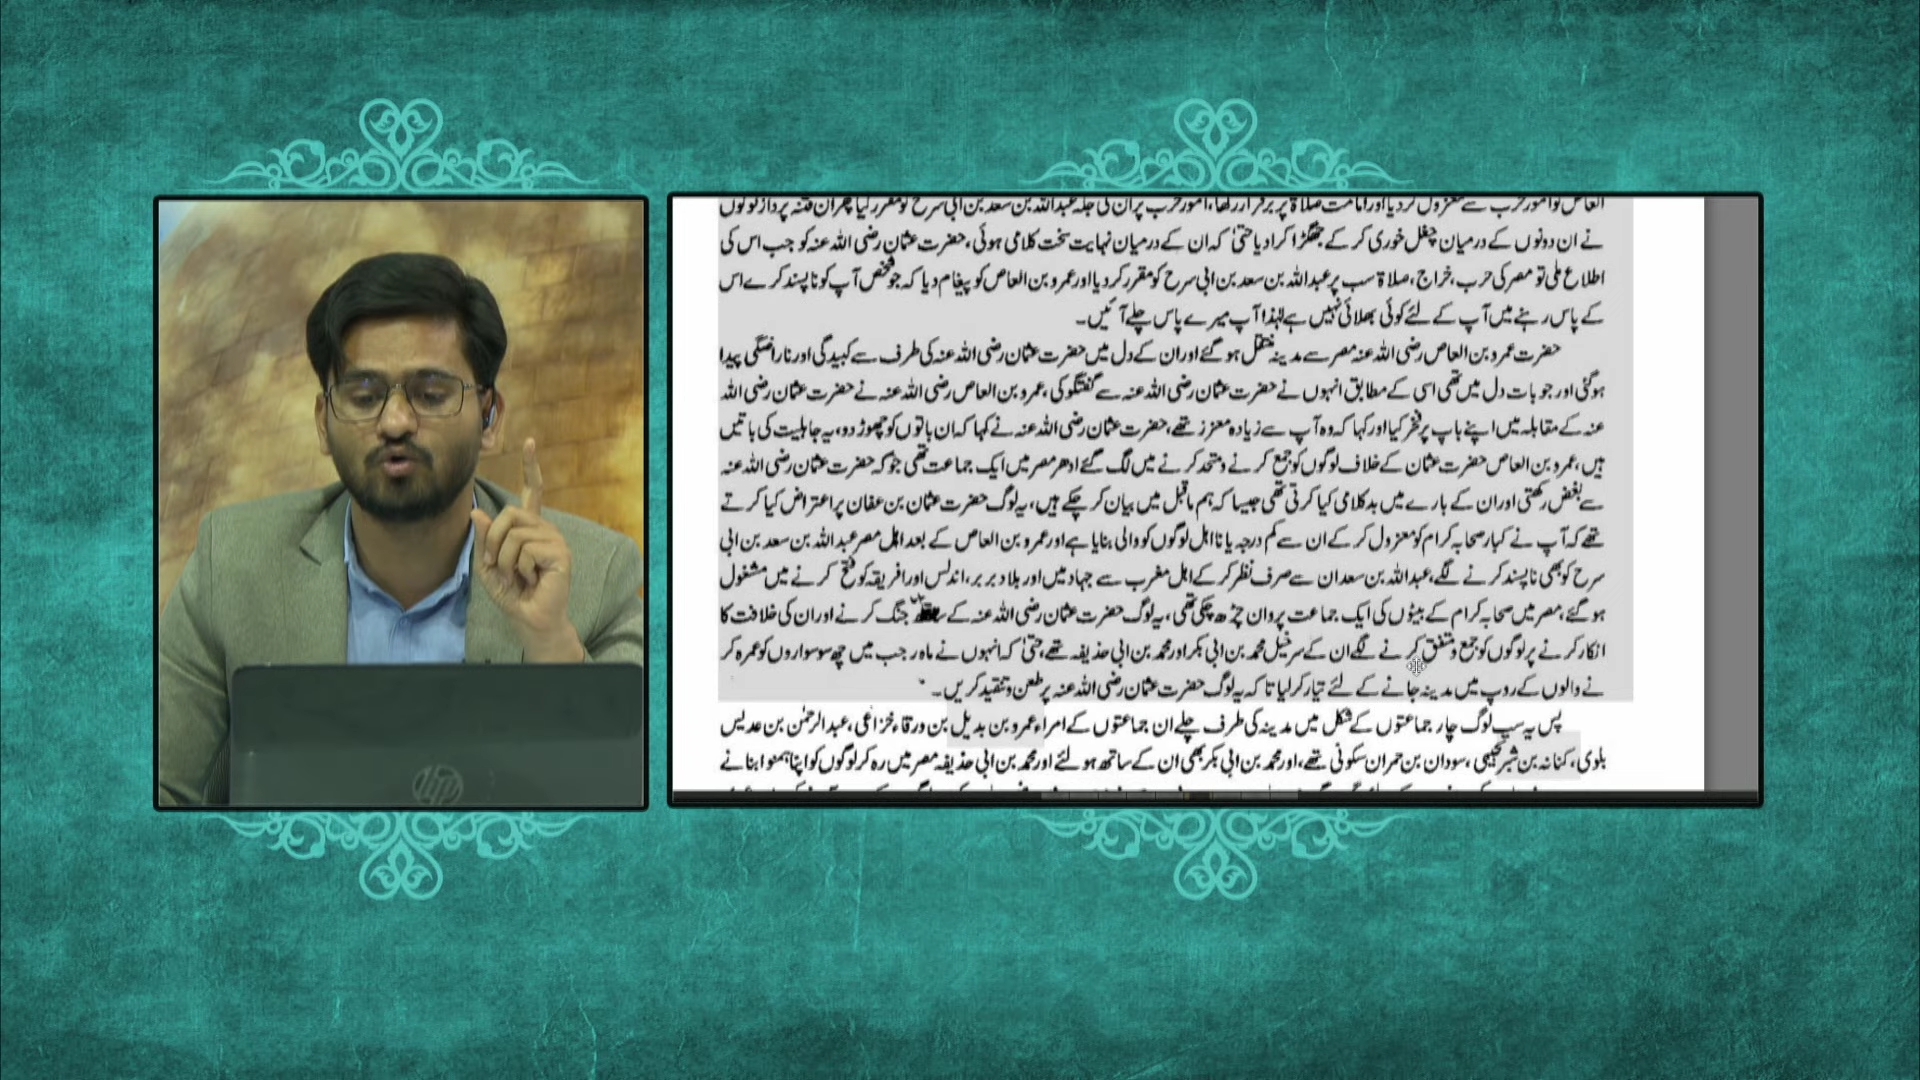 العاص کو امور حرب سے معزول کر دیا اور امامت صلاۃ پر برقرار رکھا، امور حرب پر ان کی جگہ عبداللہ بن سعد بن ابی سرح کو مقرر کیا پھر ان فتنہ پرداز لوگوں
نے ان دونوں کے درمیان چغل خوری کر کے جھگڑا کرا دیا حتیٰ کہ ان کے درمیان نہایت سخت کلامی ہوئی، حضرت عثمان رضی اللہ عنہ کو جب اس کی
اطلاع ملی تو مصر کی حرب، خراج، صلاۃ سب پر عبداللہ بن سعد بن ابی سرح کو مقرر کر دیا اور عمرو بن العاص کو پیغام دیا کہ جو شخص آپ کو ناپسند کرے اس
کے پاس رہنے میں آپ کے لئے کوئی بھلائی نہیں ہے لہٰذا آپ میرے پاس چلے آئیں۔
حضرت عمرو بن العاص رضی اللہ عنہ مصر سے مدینہ منتقل ہو گئے اور ان کے دل میں حضرت عثمان رضی اللہ عنہ کی طرف سے کبیدگی اور ناراضگی پیدا
ہو گئی اور جو بات دل میں تھی اسی کے مطابق انہوں نے حضرت عثمان رضی اللہ عنہ سے گفتگو کی، عمرو بن العاص رضی اللہ عنہ نے حضرت عثمان رضی اللہ
عنہ کے مقابلہ میں اپنے باپ پر فخر کیا اور کہا کہ وہ آپ سے زیادہ معزز تھے، حضرت عثمان رضی اللہ عنہ نے کہا کہ ان باتوں کو چھوڑ دو، یہ جاہلیت کی باتیں
ہیں، عمرو بن العاص حضرت عثمان کے خلاف لوگوں کو جمع کرنے و متحد کرنے میں لگ گئے ادھر مصر میں ایک جماعت تھی جو کہ حضرت عثمان رضی اللہ عنہ
سے بغض رکھتی اور ان کے بارے میں بدکلامی کیا کرتی تھی جیسا کہ ہم ماقبل میں بیان کر چکے ہیں، یہ لوگ حضرت عثمان بن عفان پر اعتراض کیا کرتے
تھے کہ آپ نے کبار صحابہ کرام کو معزول کر کے ان سے کم درجہ یا نااہل لوگوں کو والی بنایا ہے اور عمرو بن العاص کے بعد اہل مصر عبداللہ بن سعد بن ابی
سرح کو بھی ناپسند کرنے لگے، عبداللہ بن سعد ان سے صرف نظر کر کے اہل مغرب سے جہاد میں اور بلاد بربر، اندلس اور افریقہ کو فتح کرنے میں مشغول
ہو گئے، مصر میں صحابہ کرام کے بیٹوں کی ایک جماعت پروان چڑھ چکی تھی، یہ لوگ حضرت عثمان رضی اللہ عنہ کے جنگ کرنے اور ان کی خلافت کا
انکار کرنے پر لوگوں کو جمع و متفق کرنے لگے ان کے سرخیل محمد بن ابی بکر اور محمد بن ابی حذیفہ تھے، حتیٰ کہ انہوں نے ماہ رجب میں چھ سو سواروں کو عمرہ کر
نے والوں کے روپ میں مدینہ جانے کے لئے تیار کر لیا تاکہ یہ لوگ حضرت عثمان رضی اللہ عنہ پر طعن و تنقید کریں۔
پس یہ سب لوگ چار جماعتوں کے شکل میں مدینہ کی طرف چلے ان جماعتوں کے امراء عمرو بن بدیل بن ورقاء خزاعی، عبدالرحمٰن بن عدیس
بلوی، کنانہ بن شر تجیبی، سودان بن حمران سکونی تھے، اور محمد بن ابی بکر بھی ان کے ساتھ ہو لئے اور محمد بن ابی حذیفہ مصر میں رہ کر لوگوں کو اپنا ہمنوا بنانے
hp